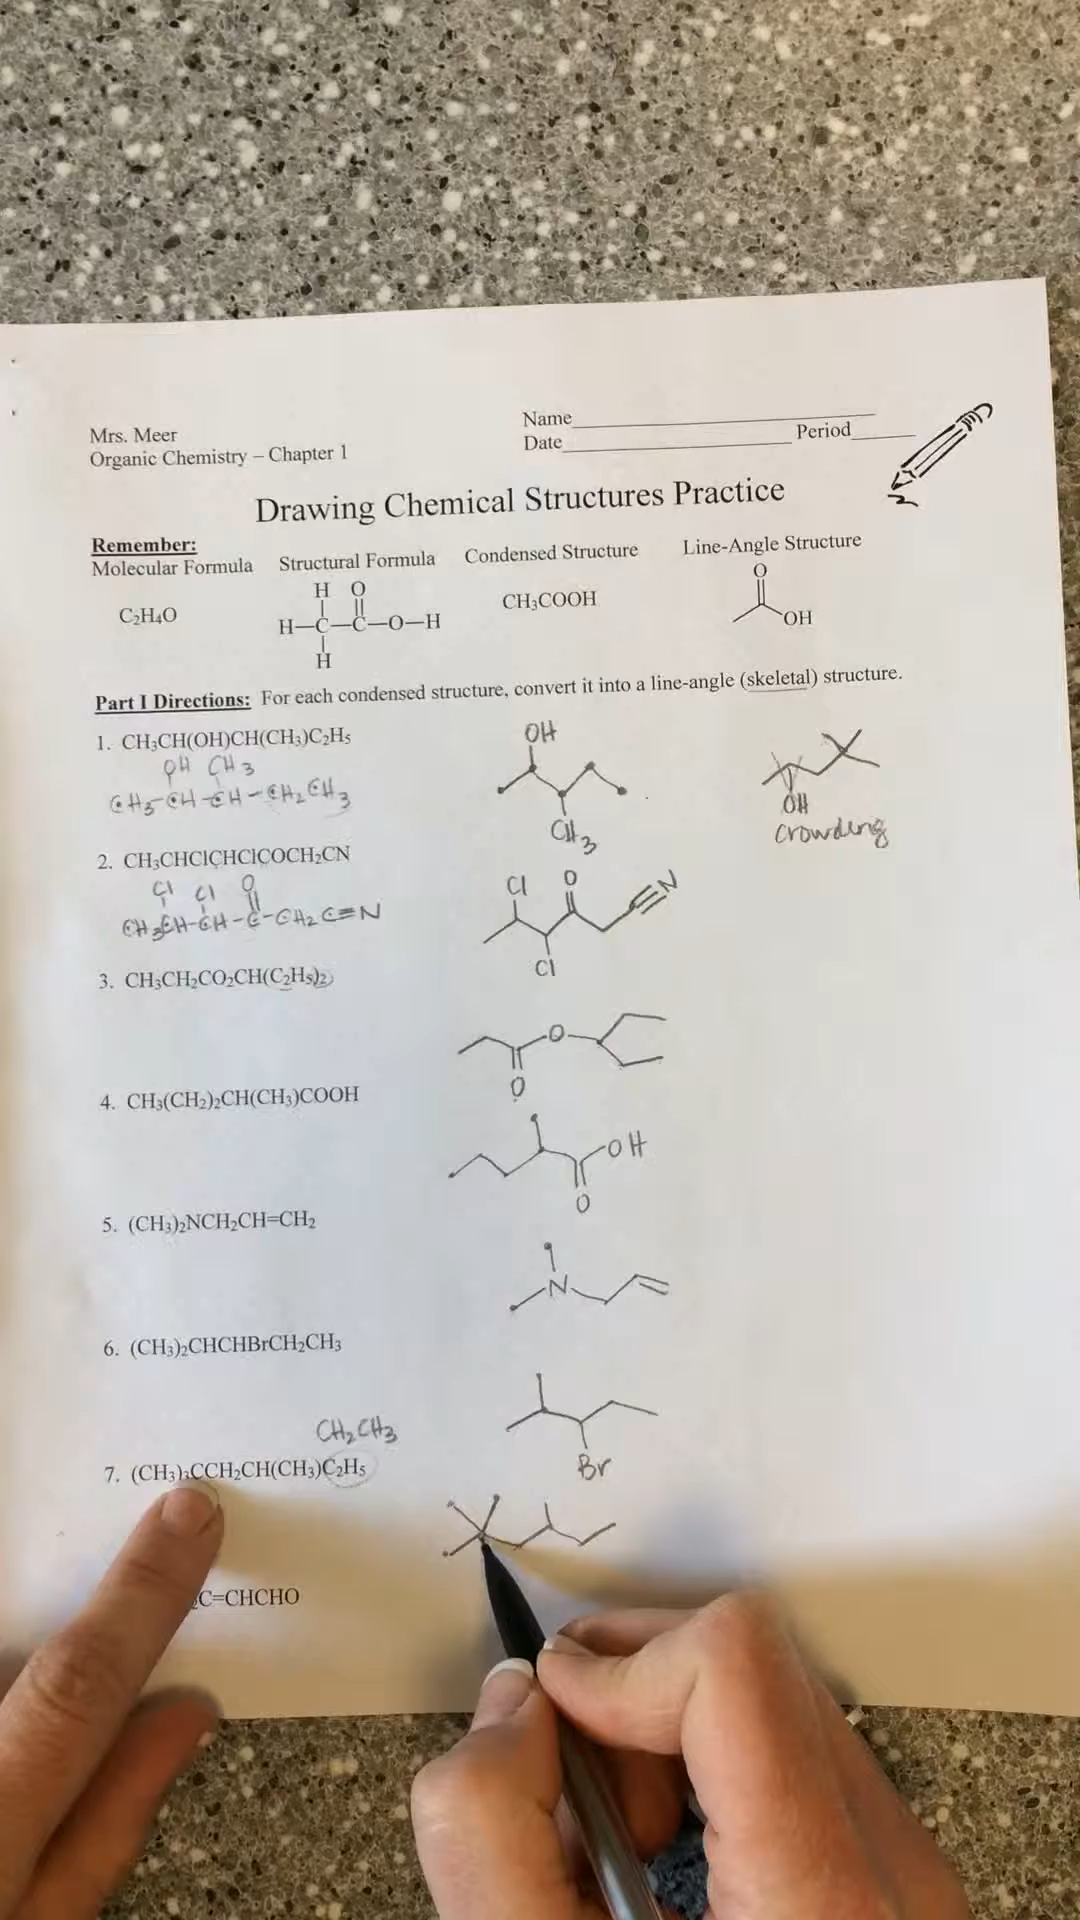 Mrs. Meer
Organic Chemistry – Chapter 1
Name
Date Period
Drawing Chemical Structures Practice
Remember:
Molecular Formula Structural Formula Condensed Structure Line-Angle Structure
C₂H₄O
H O
H–C–C–O–H
H
CH₃COOH
O
OH
Part I Directions: For each condensed structure, convert it into a line-angle (skeletal) structure.
1. CH₃CH(OH)CH(CH₃)C₂H₅
OH CH₃
CH₃-CH-CH-CH₂CH₃
OH
CH₃
OH
crowding
2. CH₃CHClCHClCOCH₂CN
Cl Cl O
CH₃CH-CH-C-CH₂C≡N
Cl O N
Cl
3. CH₃CH₂CO₂CH(C₂H₅)₂
O
O
4. CH₃(CH₂)₂CH(CH₃)COOH
OH
O
5. (CH₃)₂NCH₂CH=CH₂
N
6. (CH₃)₂CHCHBrCH₂CH₃
Br
CH₂CH₃
7. (CH₃)₃CCH₂CH(CH₃)C₂H₅
C=CHCHO